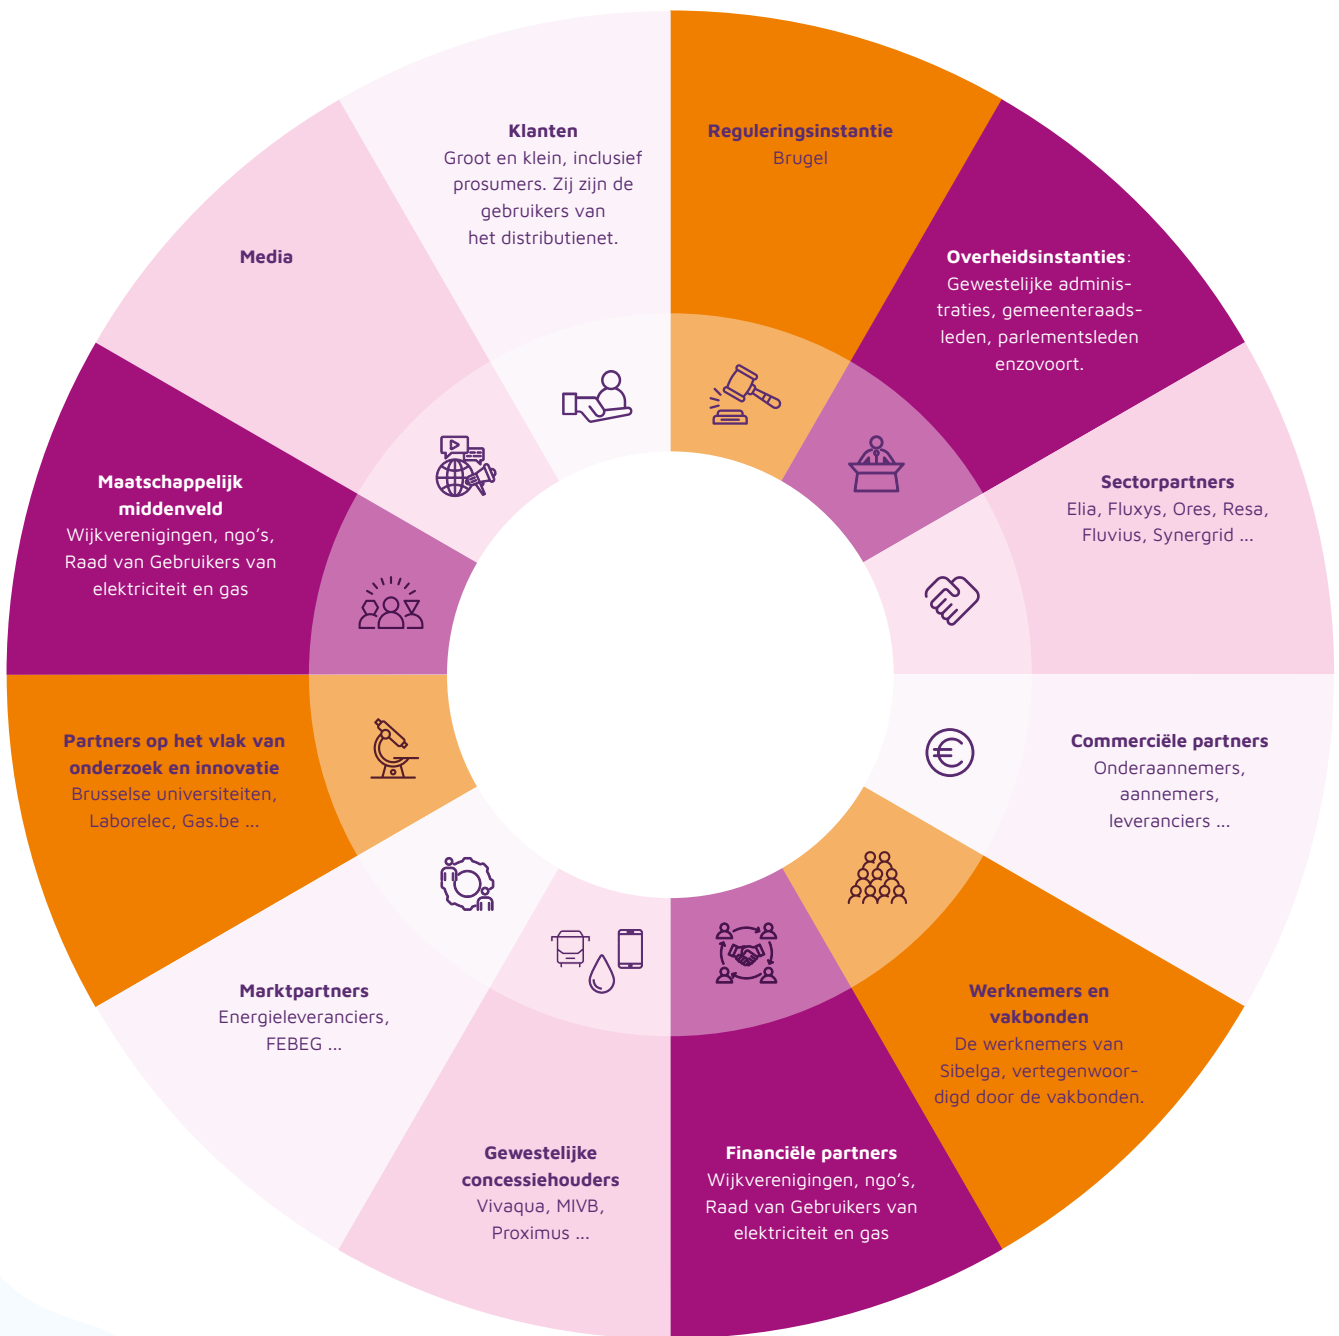 Klanten
Groot en klein, inclusief
prosumers. Zij zijn de
gebruikers van
het distributienet.
Reguleringsinstantie
Brugel
Overheidsinstanties:
Gewestelijke adminis-
traties, gemeenteraads-
leden, parlementsleden
enzovoort.
Sectorpartners
Elia, Fluxys, Ores, Resa,
Fluvius, Synergrid ...
Commerciële partners
Onderaannemers,
aannemers,
leveranciers ...
Werknemers en
vakbonden
De werknemers van
Sibelga, vertegenwoor-
digd door de vakbonden.
Financiële partners
Wijkverenigingen, ngo’s,
Raad van Gebruikers van
elektriciteit en gas
Gewestelijke
concessiehouders
Vivaqua, MIVB,
Proximus ...
Marktpartners
Energieleveranciers,
FEBEG ...
Partners op het vlak van
onderzoek en innovatie
Brusselse universiteiten,
Laborelec, Gas.be ...
Maatschappelijk
middenveld
Wijkverenigingen, ngo’s,
Raad van Gebruikers van
elektriciteit en gas
Media